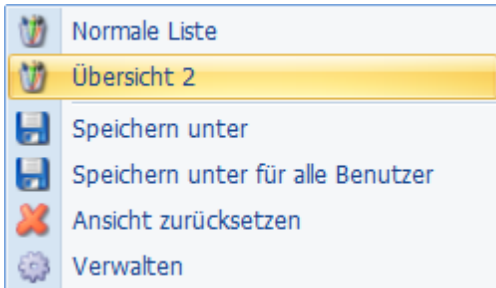 Normale Liste
Übersicht 2
Speichern unter
Speichern unter für alle Benutzer
Ansicht zurücksetzen
Verwalten